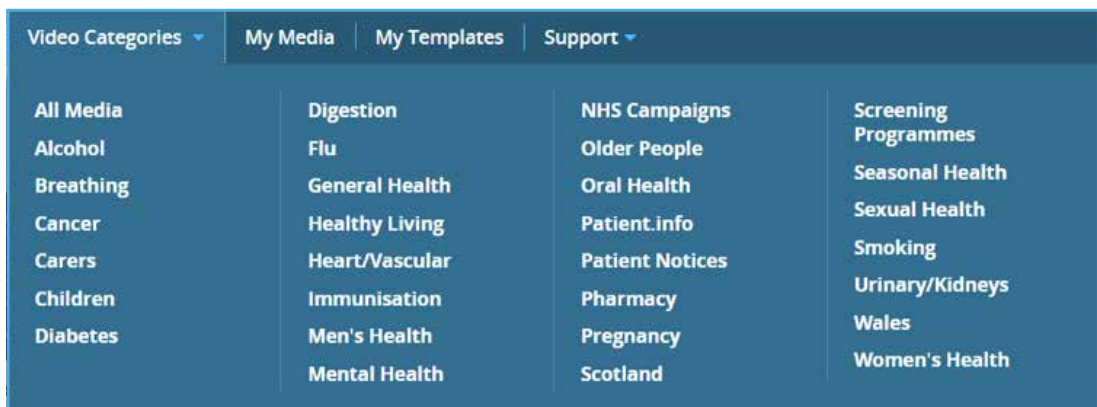 Video Categories My Media My Templates Support
All Media
Alcohol
Breathing
Cancer
Carers
Children
Diabetes
Digestion
Flu
General Health
Healthy Living
Heart/Vascular
Immunisation
Men's Health
Mental Health
NHS Campaigns
Older People
Oral Health
Patient.info
Patient Notices
Pharmacy
Pregnancy
Scotland
Screening
Programmes
Seasonal Health
Sexual Health
Smoking
Urinary/Kidneys
Wales
Women's Health